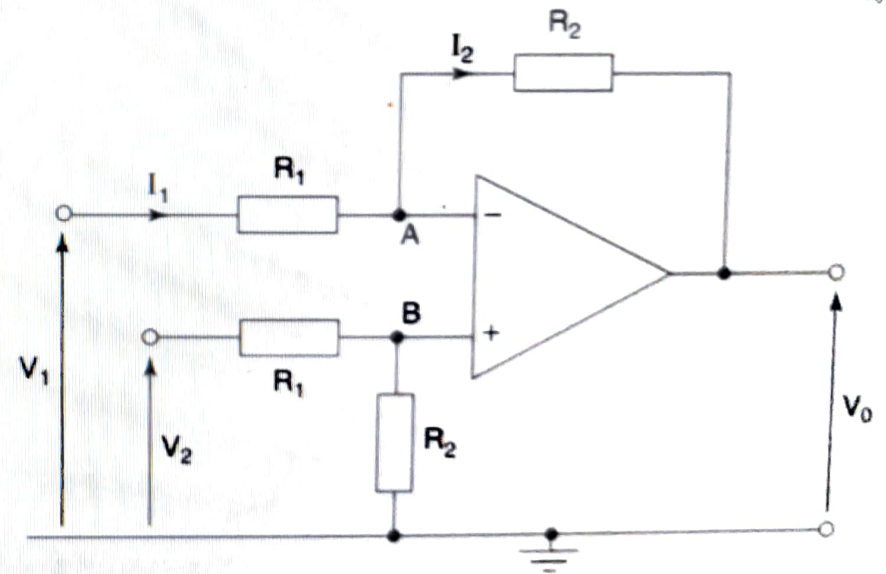 R₂
I₂
R₁
I₁
A
−
B
+
R₁
V₁
V₂
R₂
V₀